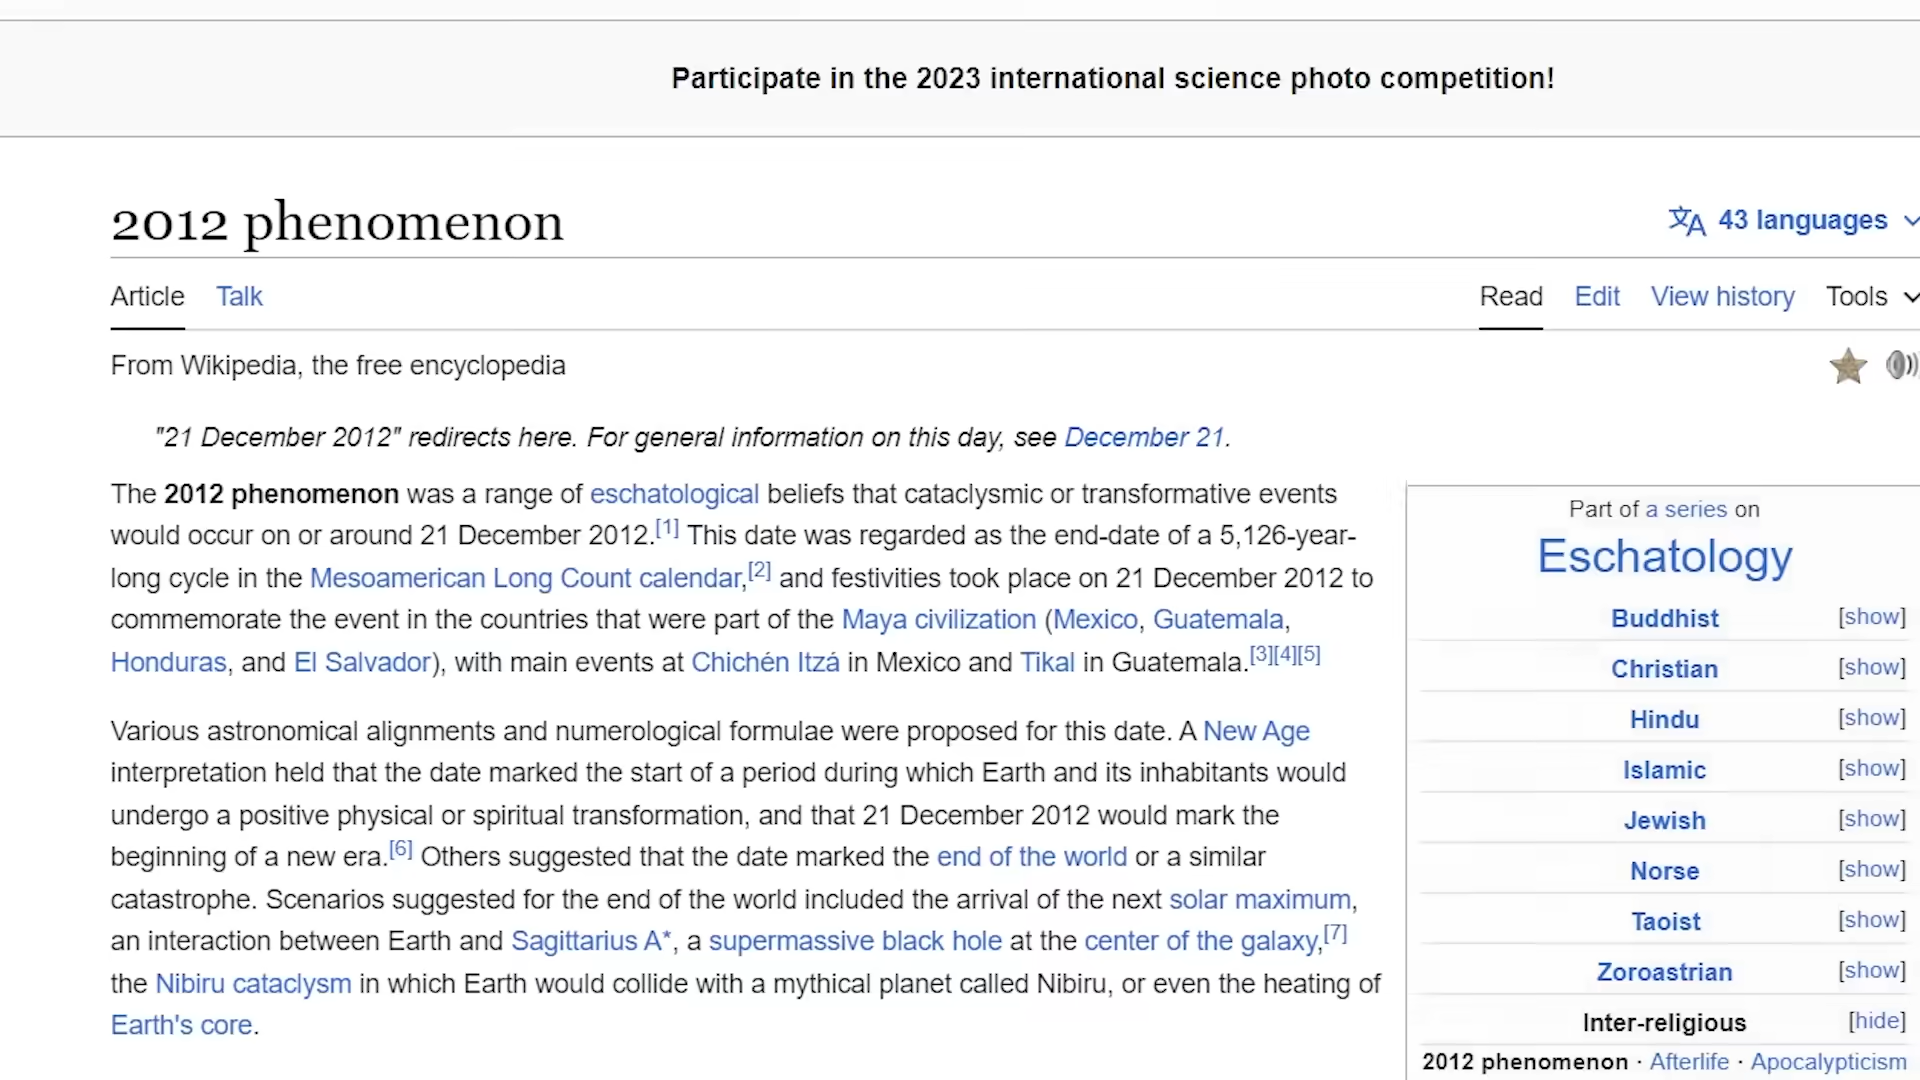 Participate in the 2023 international science photo competition!
2012 phenomenon
文A 43 languages
Article Talk
Read Edit View history Tools
From Wikipedia, the free encyclopedia
"21 December 2012" redirects here. For general information on this day, see December 21.
The 2012 phenomenon was a range of eschatological beliefs that cataclysmic or transformative events
would occur on or around 21 December 2012.[1] This date was regarded as the end-date of a 5,126-year-
long cycle in the Mesoamerican Long Count calendar,[2] and festivities took place on 21 December 2012 to
commemorate the event in the countries that were part of the Maya civilization (Mexico, Guatemala,
Honduras, and El Salvador), with main events at Chichén Itzá in Mexico and Tikal in Guatemala.[3][4][5]
Various astronomical alignments and numerological formulae were proposed for this date. A New Age
interpretation held that the date marked the start of a period during which Earth and its inhabitants would
undergo a positive physical or spiritual transformation, and that 21 December 2012 would mark the
beginning of a new era.[6] Others suggested that the date marked the end of the world or a similar
catastrophe. Scenarios suggested for the end of the world included the arrival of the next solar maximum,
an interaction between Earth and Sagittarius A*, a supermassive black hole at the center of the galaxy,[7]
the Nibiru cataclysm in which Earth would collide with a mythical planet called Nibiru, or even the heating of
Earth's core.
Part of a series on
Eschatology
Buddhist [show]
Christian [show]
Hindu [show]
Islamic [show]
Jewish [show]
Norse [show]
Taoist [show]
Zoroastrian [show]
Inter-religious [hide]
2012 phenomenon · Afterlife · Apocalypticism